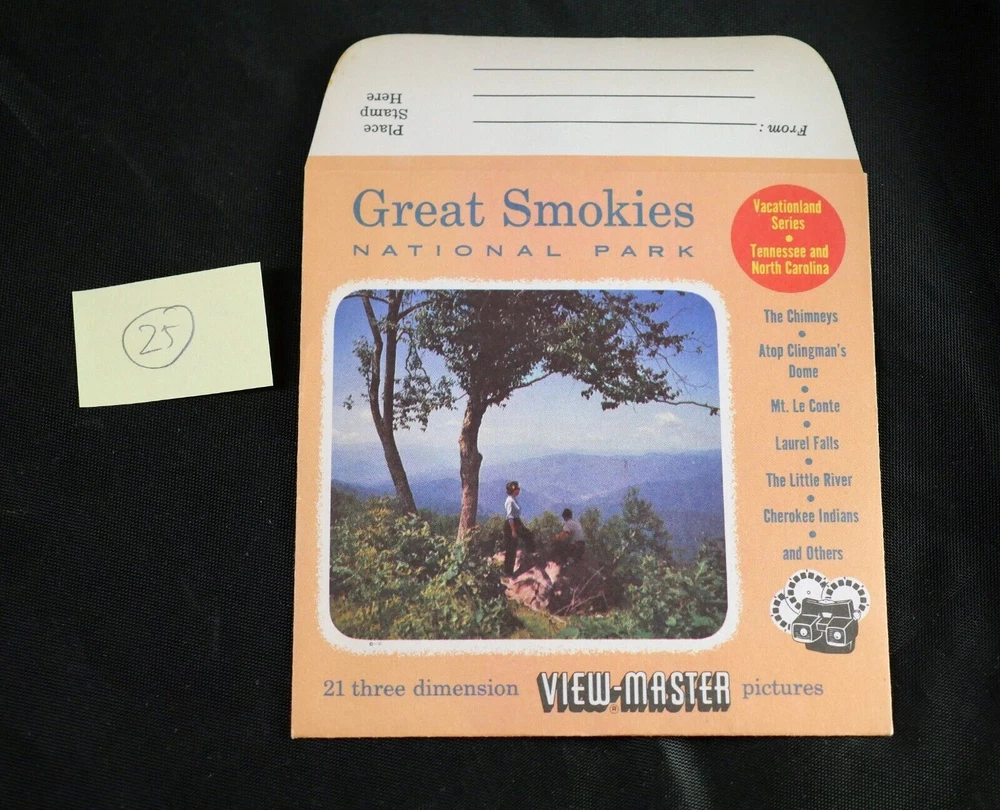 From:
Place
Stamp
Here
Great Smokies
NATIONAL PARK
Vacationland
Series
•
Tennessee and
North Carolina
The Chimneys
•
Atop Clingman's
Dome
•
Mt. Le Conte
•
Laurel Falls
•
The Little River
•
Cherokee Indians
•
and Others
21 three dimension VIEW-MASTER® pictures
25